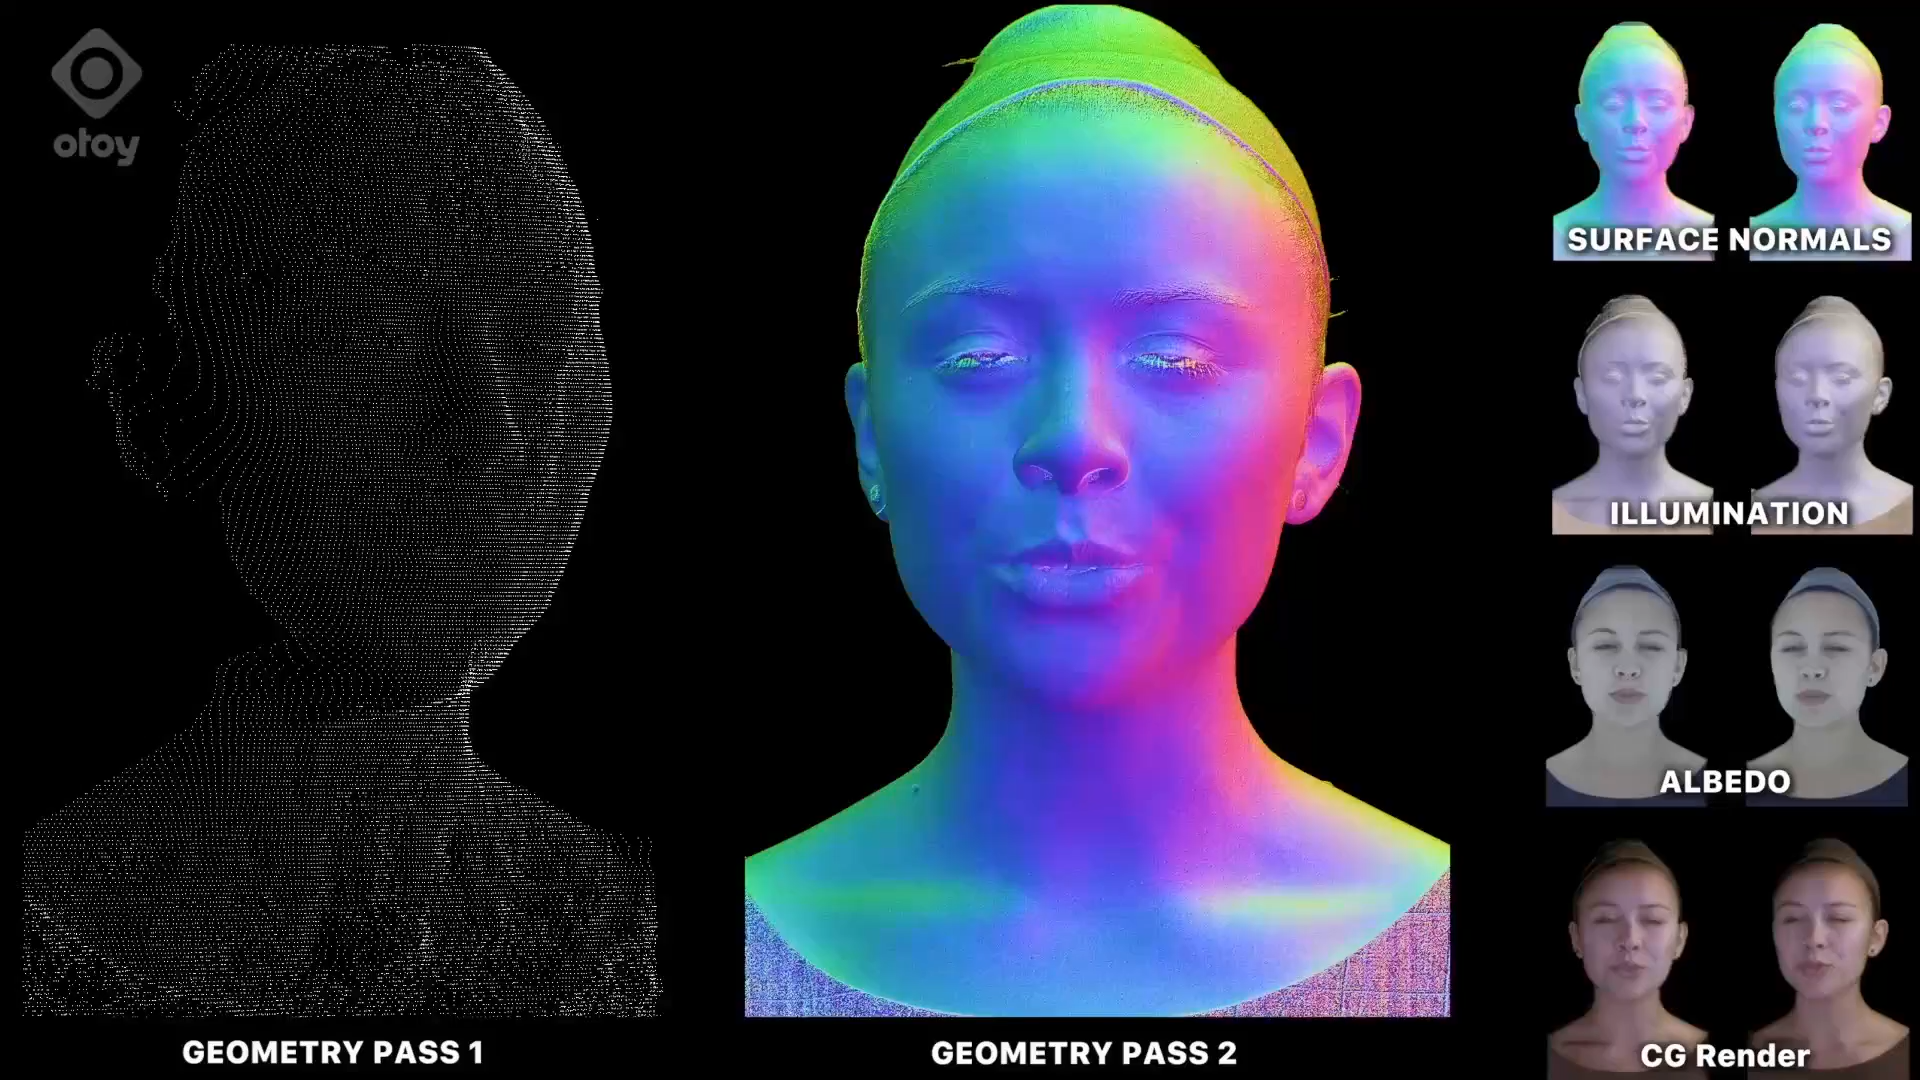 otoy
GEOMETRY PASS 1
GEOMETRY PASS 2
SURFACE NORMALS
ILLUMINATION
ALBEDO
CG Render